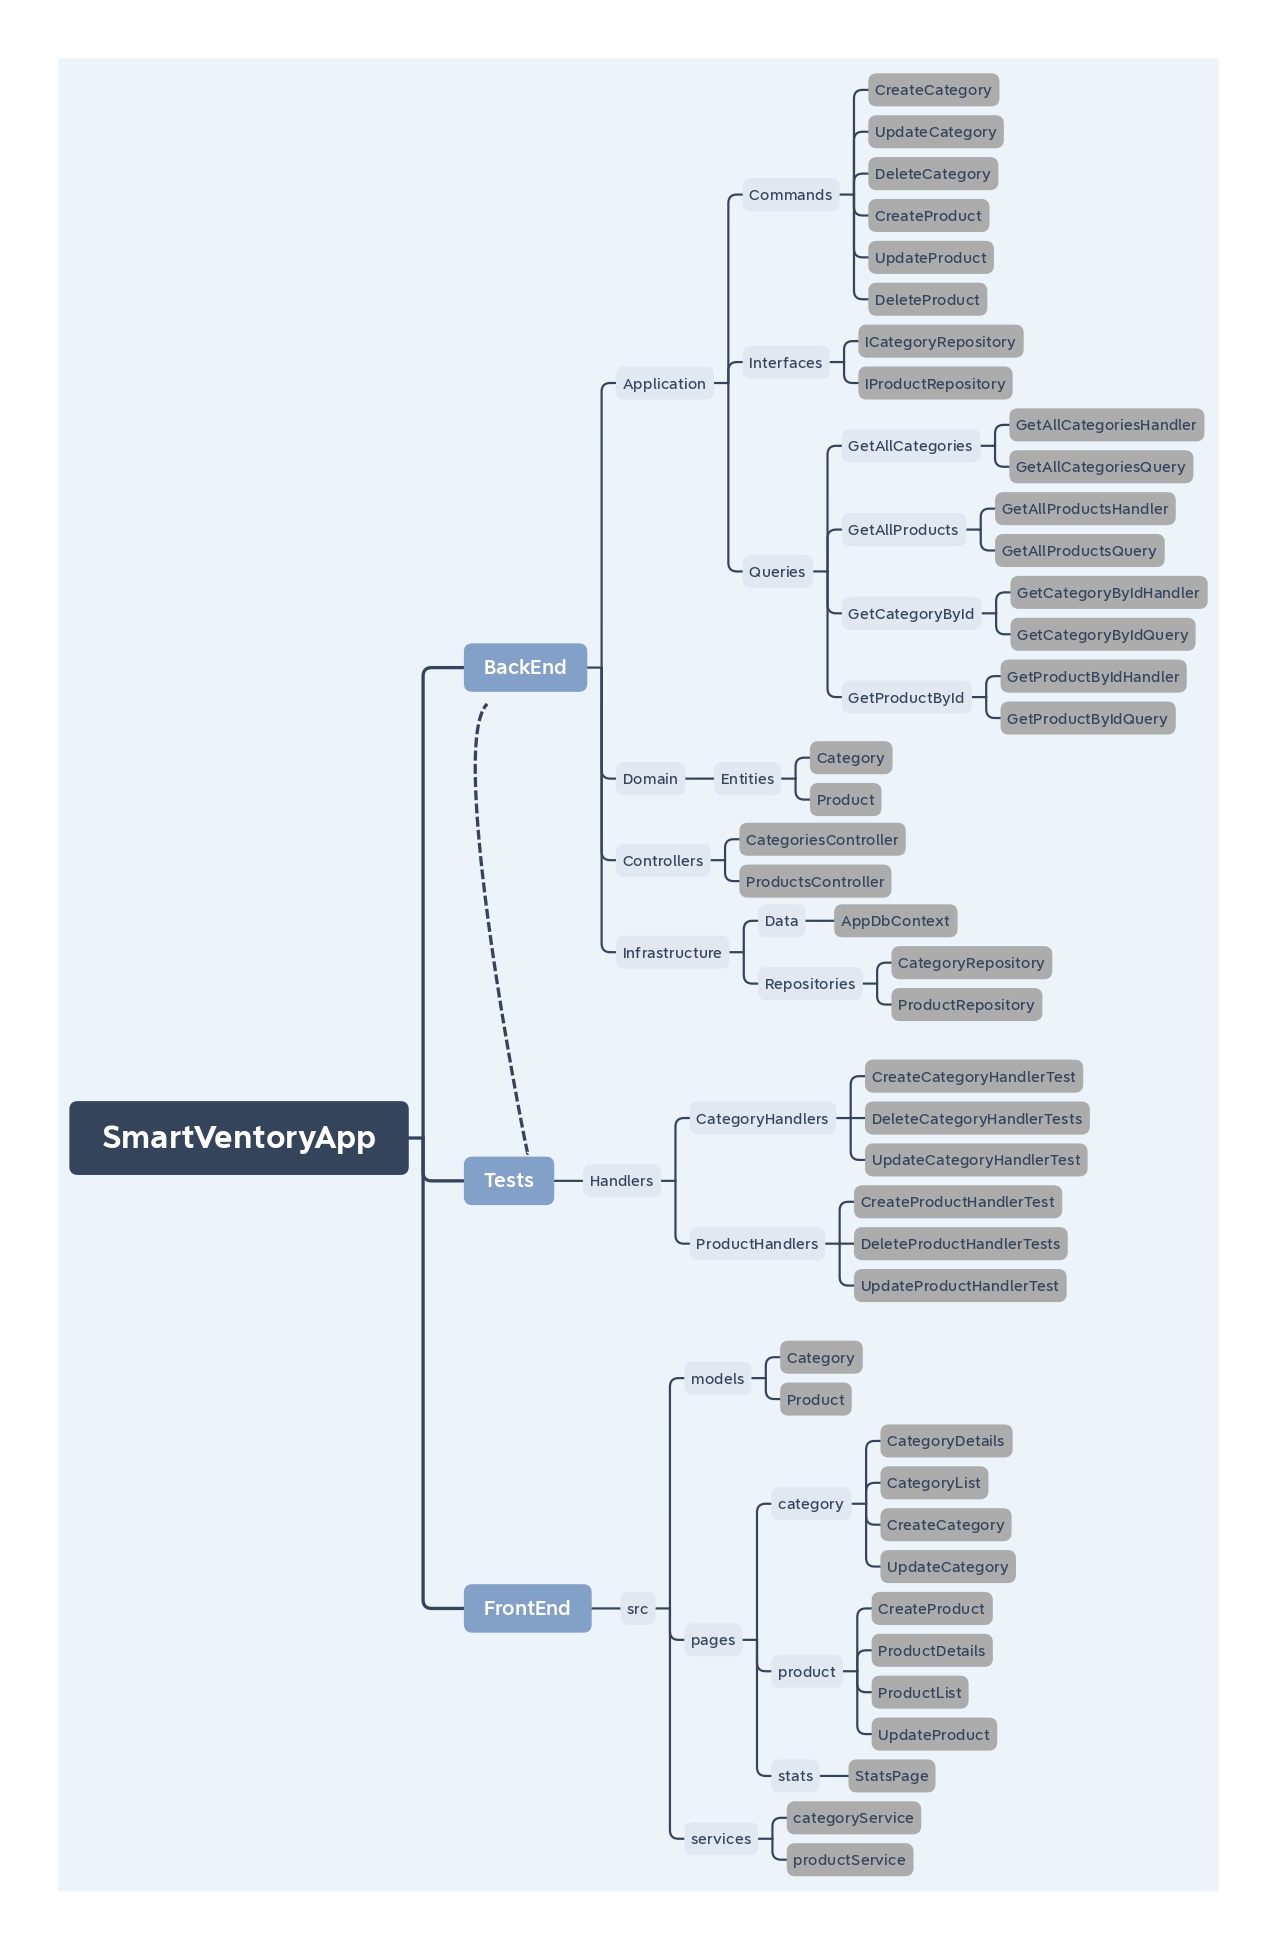 CreateCategory
UpdateCategory
DeleteCategory
Commands
CreateProduct
UpdateProduct
DeleteProduct
ICategoryRepository
Interfaces
IProductRepository
Application
GetAllCategoriesHandler
GetAllCategories
GetAllCategoriesQuery
GetAllProductsHandler
GetAllProducts
GetAllProductsQuery
Queries
GetCategoryByIdHandler
GetCategoryById
GetCategoryByIdQuery
BackEnd
GetProductByIdHandler
GetProductById
GetProductByIdQuery
Category
Domain
Entities
Product
CategoriesController
Controllers
ProductsController
Data
AppDbContext
Infrastructure
CategoryRepository
Repositories
ProductRepository
CreateCategoryHandlerTest
CategoryHandlers
DeleteCategoryHandlerTests
SmartVentoryApp
UpdateCategoryHandlerTest
Tests
Handlers
CreateProductHandlerTest
ProductHandlers
DeleteProductHandlerTests
UpdateProductHandlerTest
Category
models
Product
CategoryDetails
CategoryList
category
CreateCategory
UpdateCategory
FrontEnd
src
CreateProduct
pages
ProductDetails
product
ProductList
UpdateProduct
stats
StatsPage
categoryService
services
productService